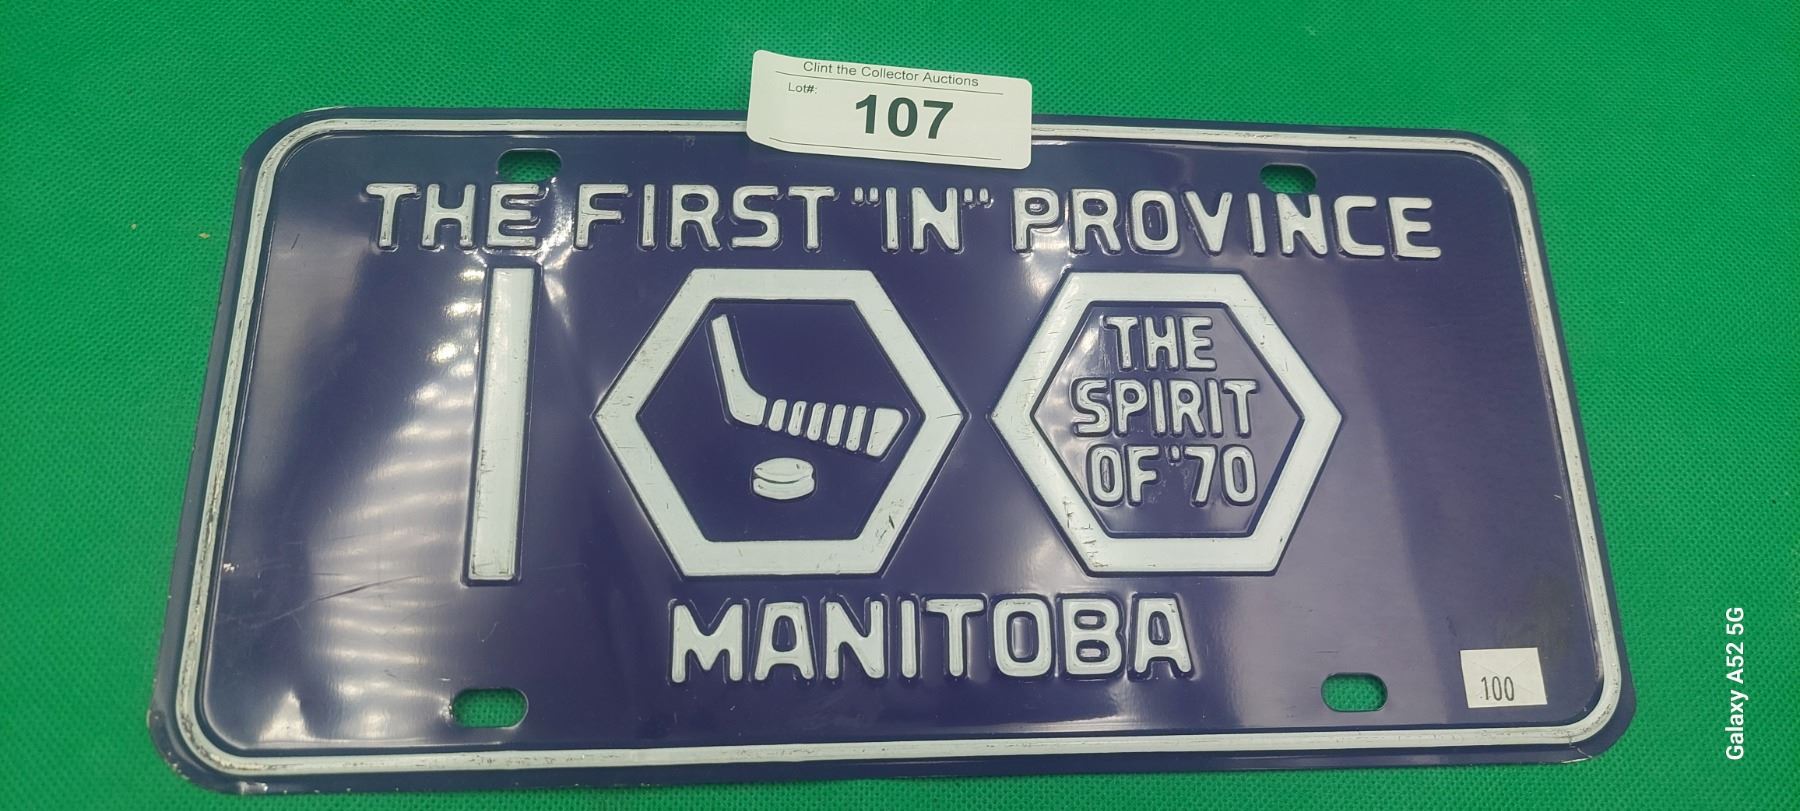 Clint the Collector Auctions
Lot#: 107
THE FIRST "IN" PROVINCE
THE
SPIRIT
OF '70
MANITOBA
100
Galaxy A52 5G